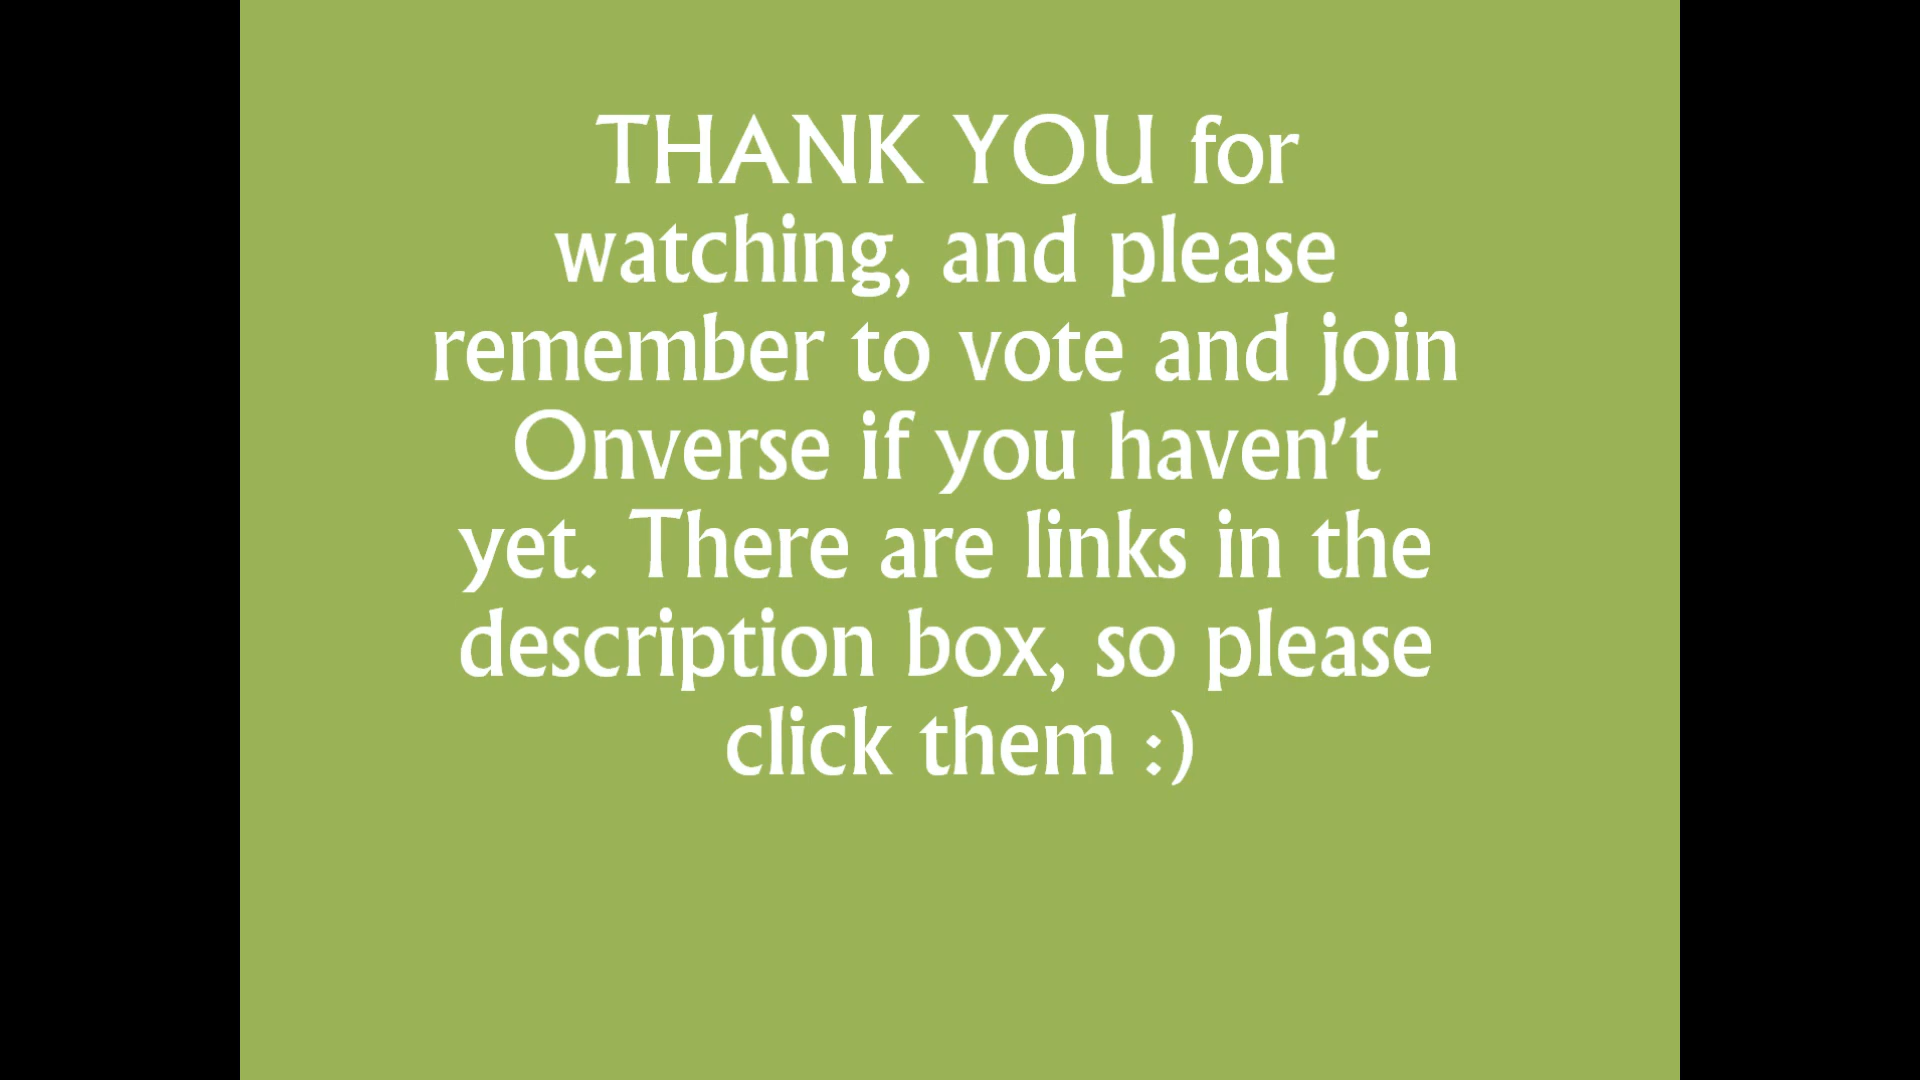 THANK YOU for
watching, and please
remember to vote and join
Onverse if you haven't
yet. There are links in the
description box, so please
click them :)